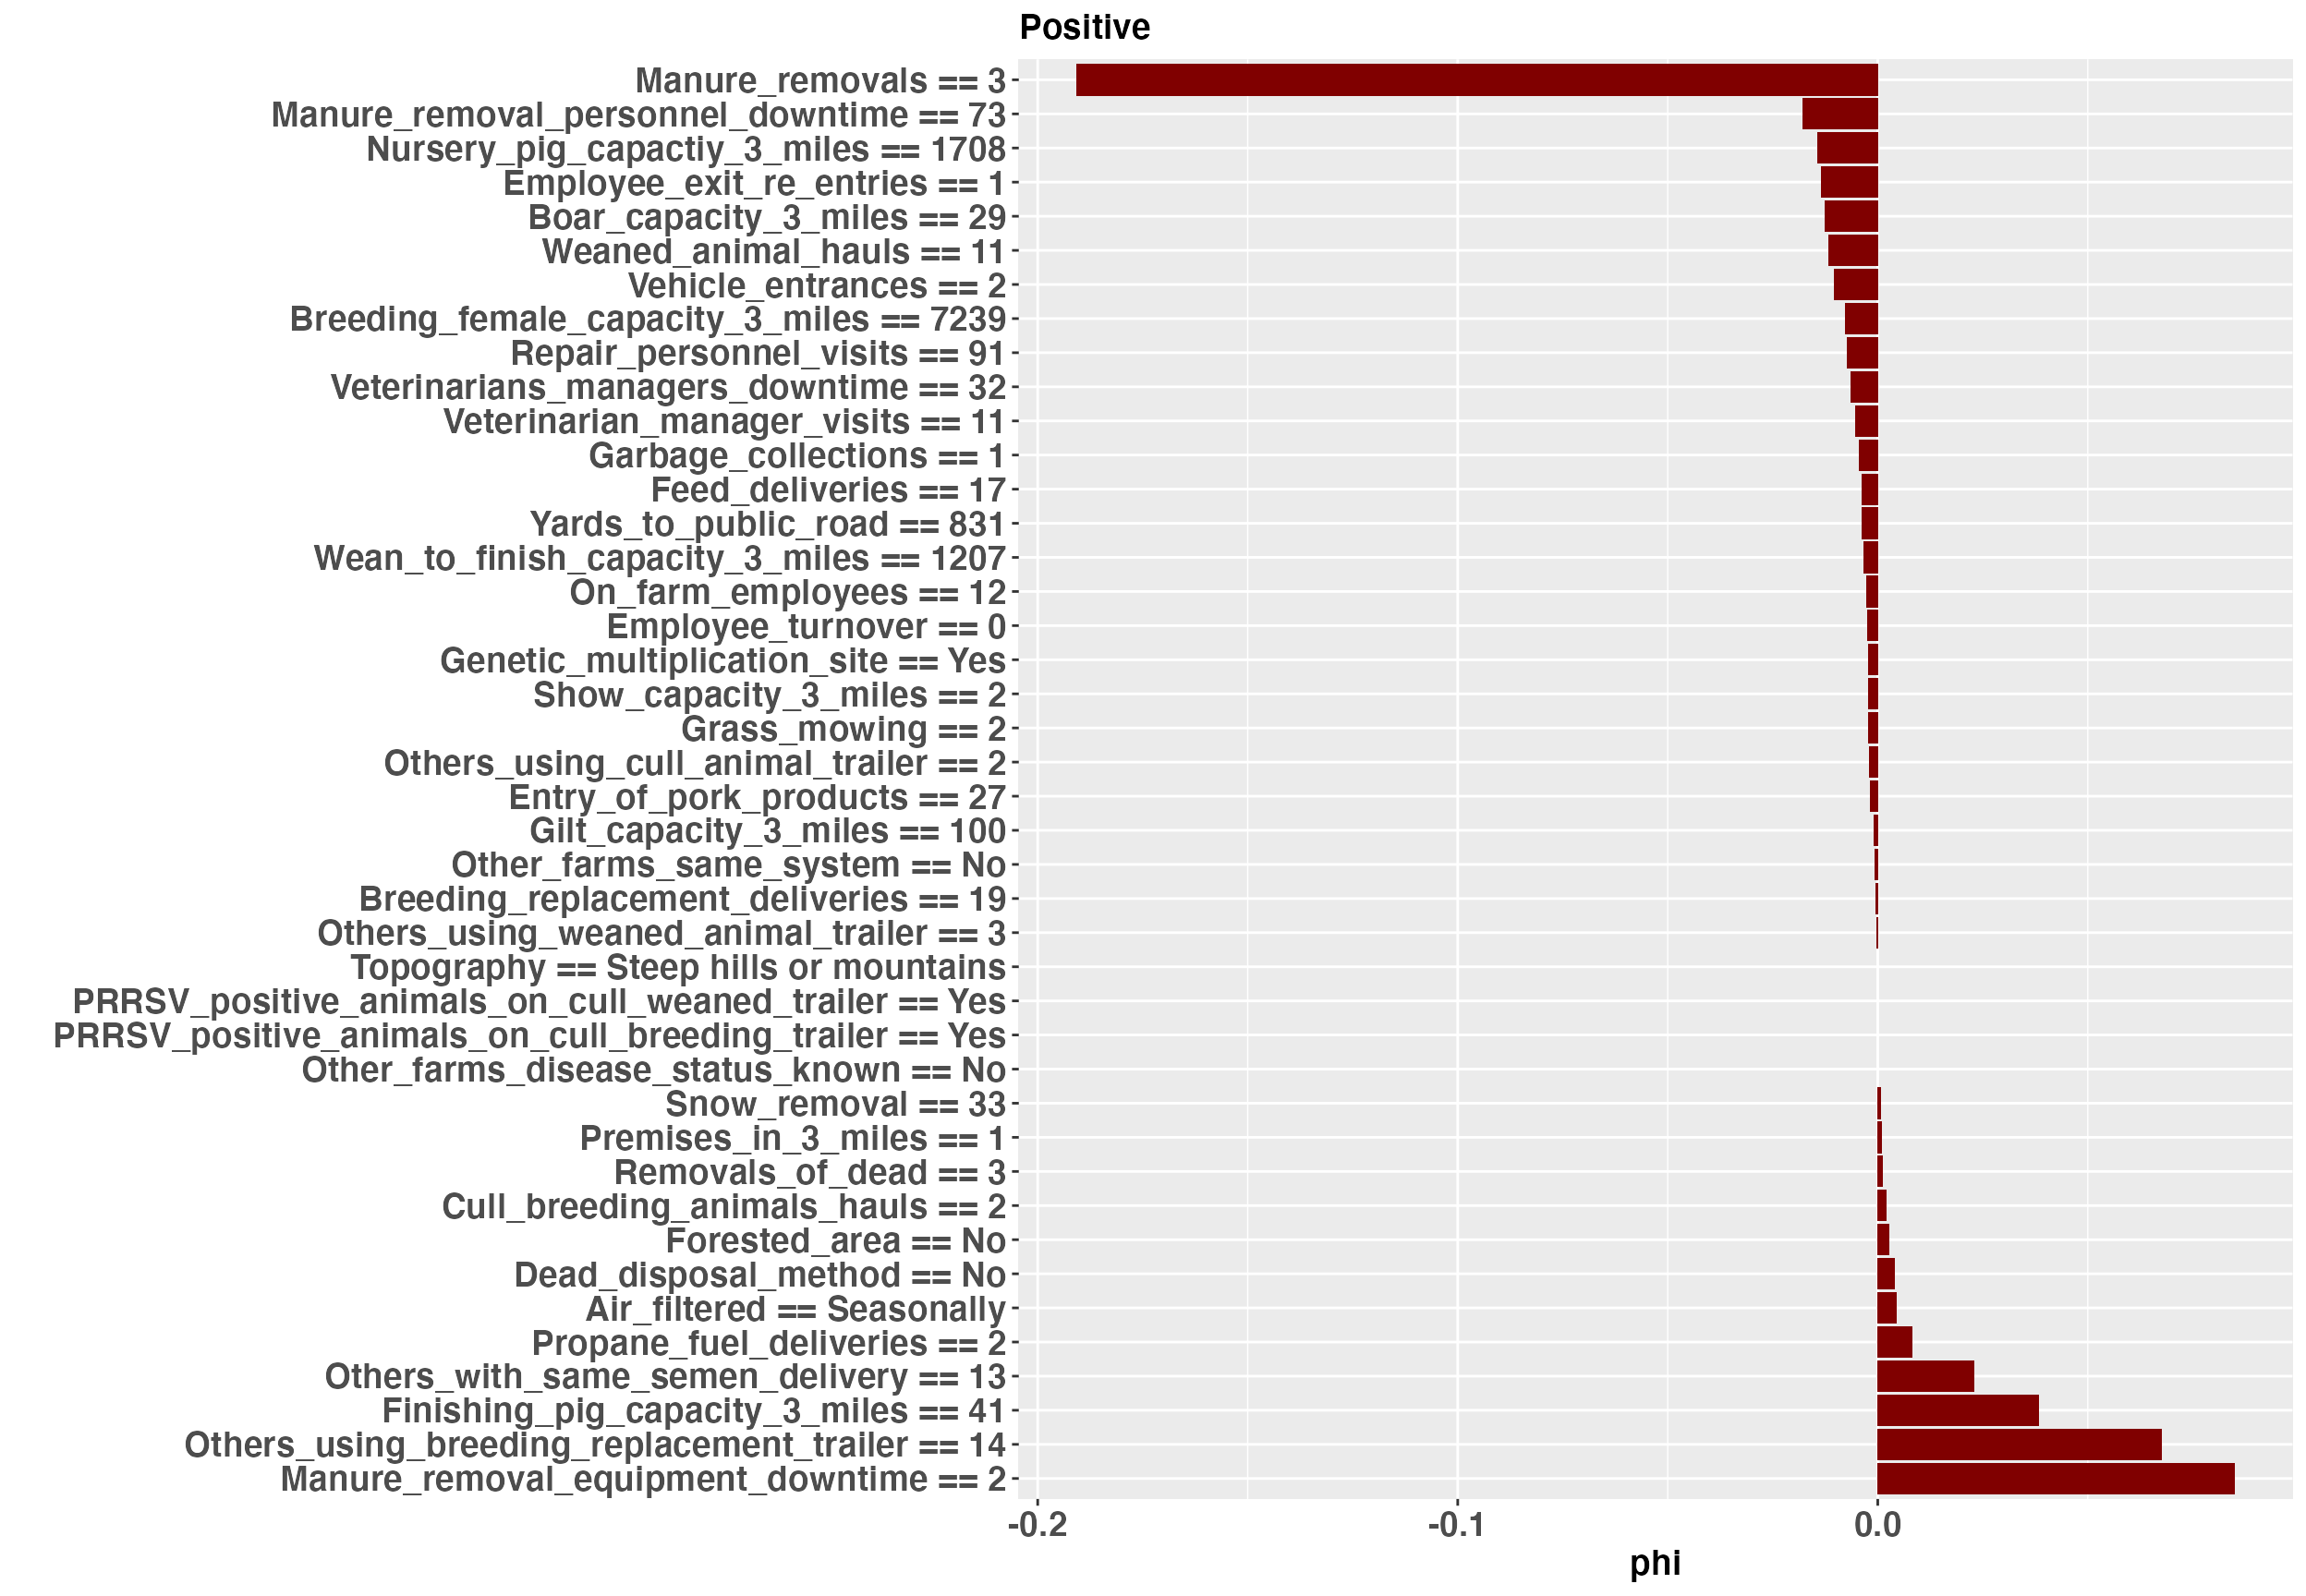 Positive
Manure_removals == 3
Manure_removal_personnel_downtime == 73
Nursery_pig_capactiy_3_miles == 1708
Employee_exit_re_entries == 1
Boar_capacity_3_miles == 29
Weaned_animal_hauls == 11
Vehicle_entrances == 2
Breeding_female_capacity_3_miles == 7239
Repair_personnel_visits == 91
Veterinarians_managers_downtime == 32
Veterinarian_manager_visits == 11
Garbage_collections == 1
Feed_deliveries == 17
Yards_to_public_road == 831
Wean_to_finish_capacity_3_miles == 1207
On_farm_employees == 12
Employee_turnover == 0
Genetic_multiplication_site == Yes
Show_capacity_3_miles == 2
Grass_mowing == 2
Others_using_cull_animal_trailer == 2
Entry_of_pork_products == 27
Gilt_capacity_3_miles == 100
Other_farms_same_system == No
Breeding_replacement_deliveries == 19
Others_using_weaned_animal_trailer == 3
Topography == Steep hills or mountains
PRRSV_positive_animals_on_cull_weaned_trailer == Yes
PRRSV_positive_animals_on_cull_breeding_trailer == Yes
Other_farms_disease_status_known == No
Snow_removal == 33
Premises_in_3_miles == 1
Removals_of_dead == 3
Cull_breeding_animals_hauls == 2
Forested_area == No
Dead_disposal_method == No
Air_filtered == Seasonally
Propane_fuel_deliveries == 2
Others_with_same_semen_delivery == 13
Finishing_pig_capacity_3_miles == 41
Others_using_breeding_replacement_trailer == 14
Manure_removal_equipment_downtime == 2
-0.2 -0.1 0.0
phi